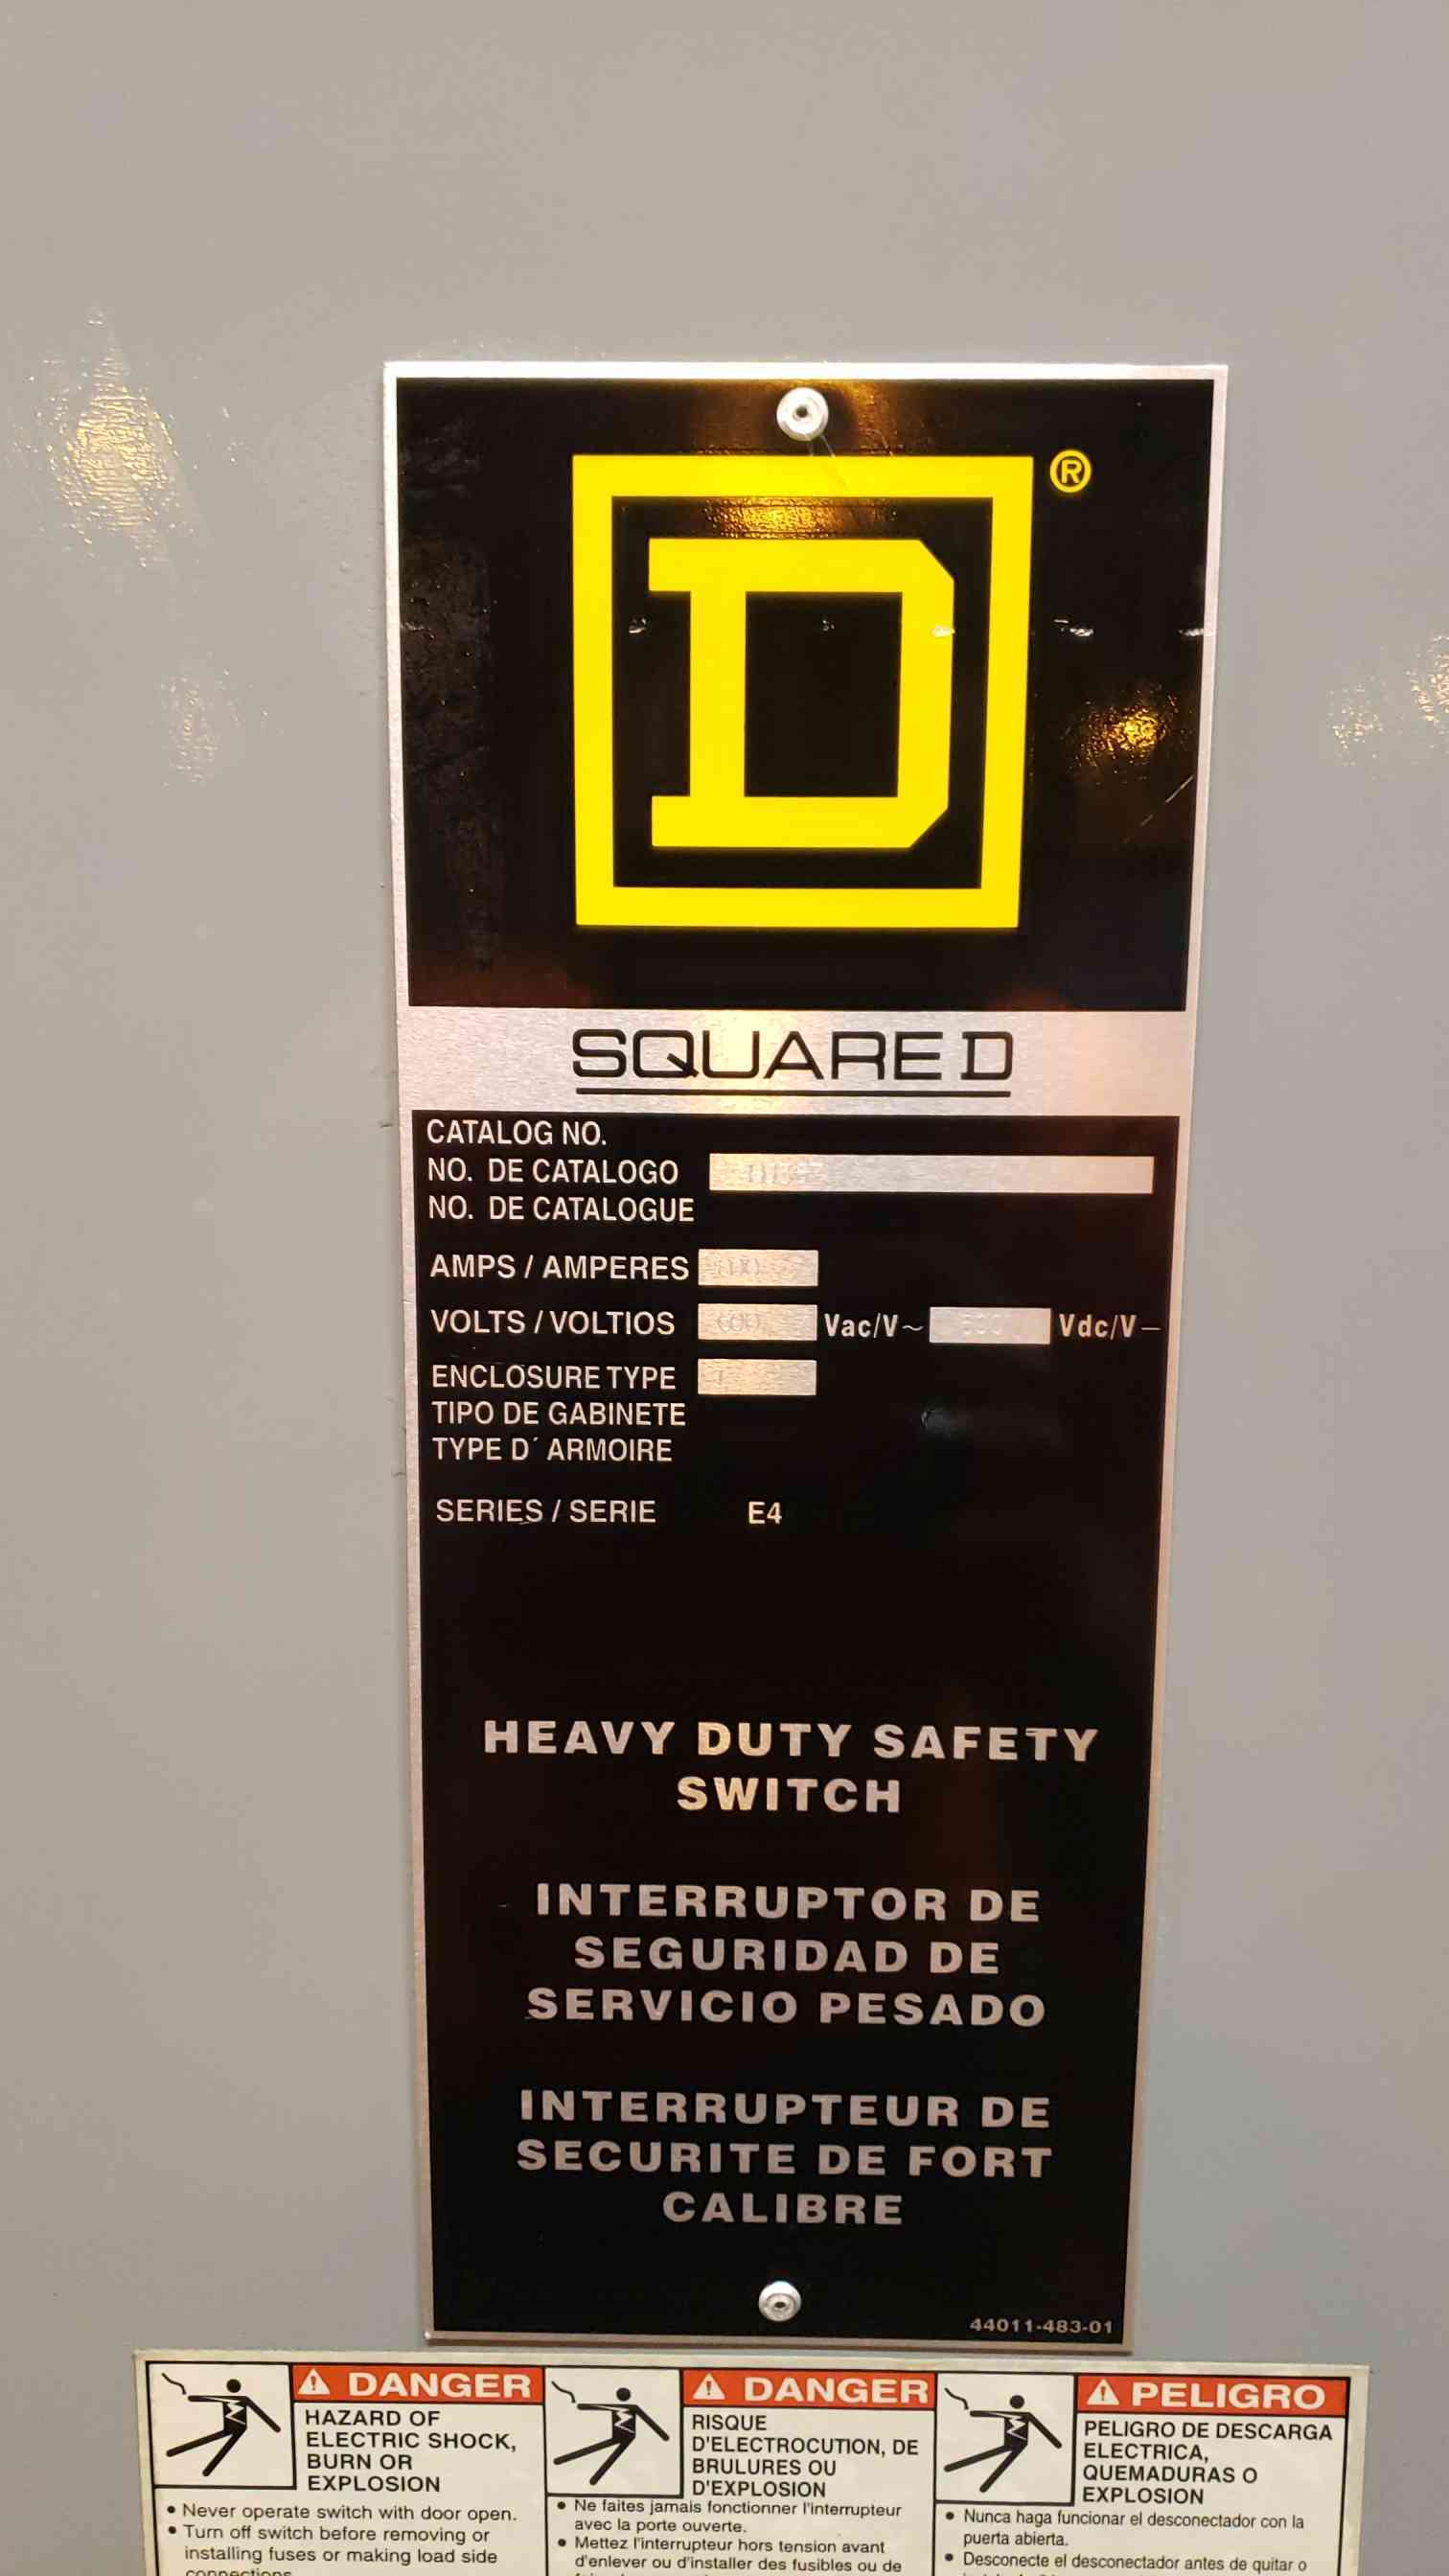 D ®
SQUARE D
CATALOG NO.
NO. DE CATALOGO
NO. DE CATALOGUE
AMPS / AMPERES
VOLTS / VOLTIOS 600 Vac/V~ Vdc/V—
ENCLOSURE TYPE
TIPO DE GABINETE
TYPE D´ ARMOIRE
SERIES / SERIE E4
HEAVY DUTY SAFETY
SWITCH
INTERRUPTOR DE
SEGURIDAD DE
SERVICIO PESADO
INTERRUPTEUR DE
SECURITE DE FORT
CALIBRE
44011-483-01
DANGER
HAZARD OF
ELECTRIC SHOCK,
BURN OR
EXPLOSION
• Never operate switch with door open.
• Turn off switch before removing or
installing fuses or making load side
connections.
DANGER
RISQUE
D'ELECTROCUTION, DE
BRULURES OU
D'EXPLOSION
• Ne faites jamais fonctionner l'interrupteur
avec la porte ouverte.
• Mettez l'interrupteur hors tension avant
d'enlever ou d'installer des fusibles ou de
PELIGRO
PELIGRO DE DESCARGA
ELECTRICA,
QUEMADURAS O
EXPLOSION
• Nunca haga funcionar el desconectador con la
puerta abierta.
• Desconecte el desconectador antes de quitar o